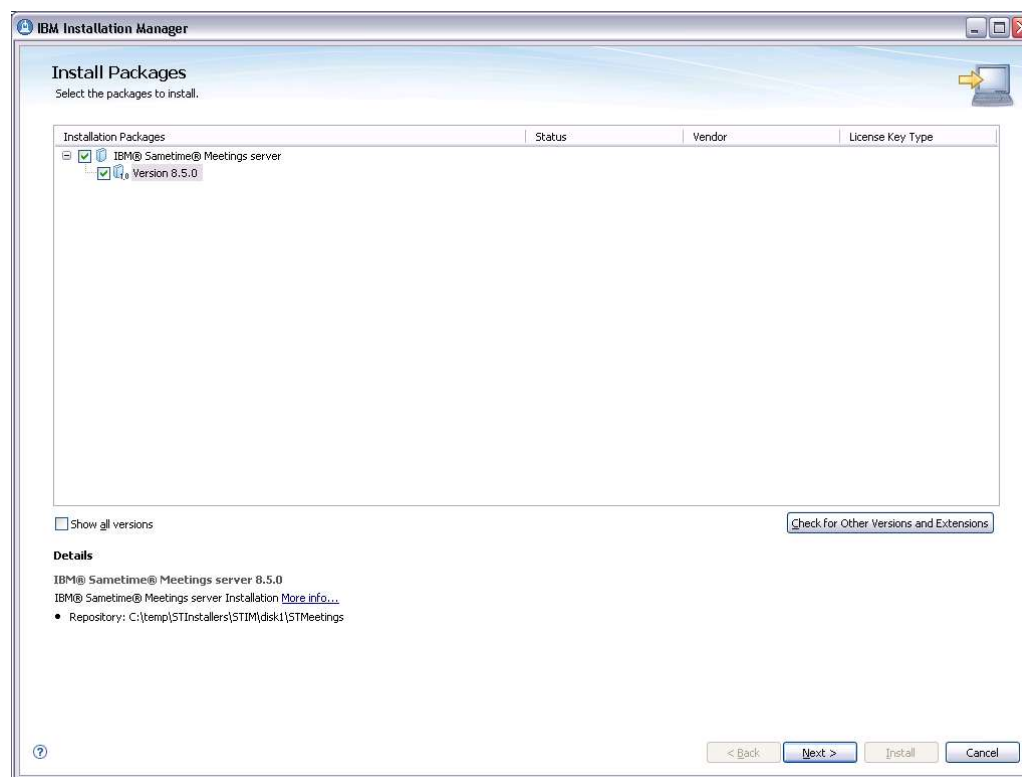 IBM Installation Manager
Install Packages
Select the packages to install.
Installation Packages Status Vendor License Key Type
IBM® Sametime® Meetings server
Version 8.5.0
Show all versions
Check for Other Versions and Extensions
Details
IBM® Sametime® Meetings server 8.5.0
IBM® Sametime® Meetings server Installation More info...
• Repository: C:\temp\STInstallers\STIM\disk1\STMeetings
? < Back Next > Install Cancel